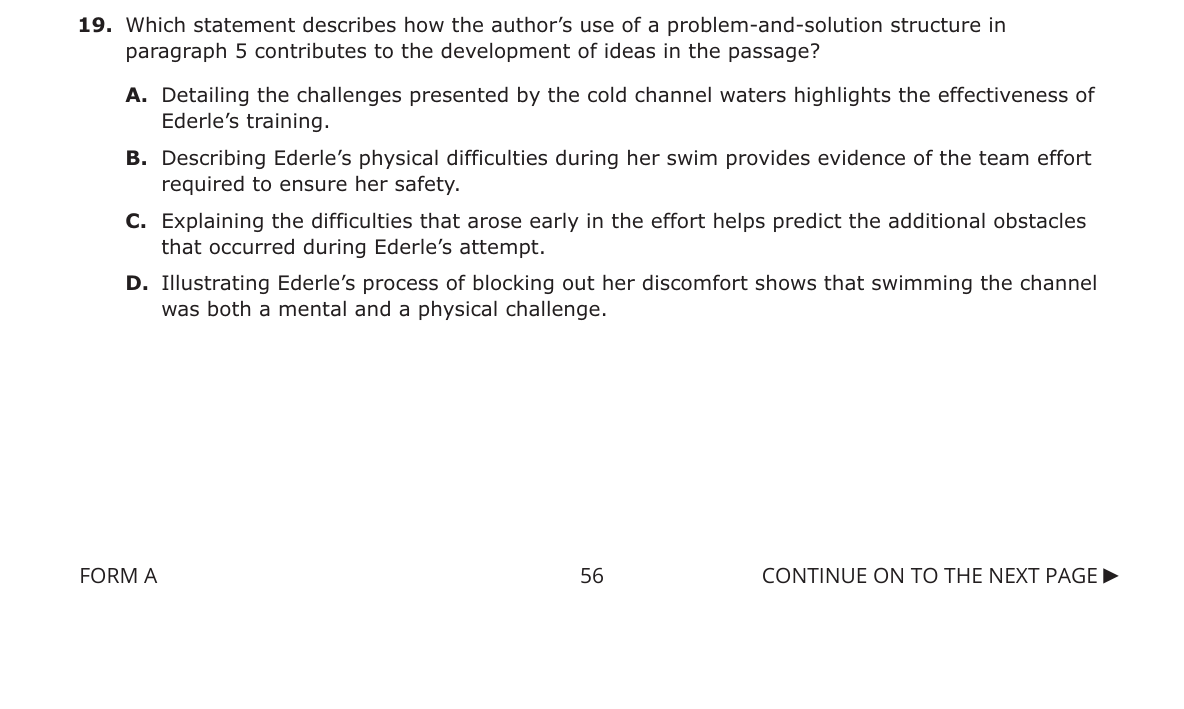 19. Which statement describes how the author’s use of a problem-and-solution structure in
paragraph 5 contributes to the development of ideas in the passage?
A. Detailing the challenges presented by the cold channel waters highlights the effectiveness of
Ederle’s training.
B. Describing Ederle’s physical difficulties during her swim provides evidence of the team effort
required to ensure her safety.
C. Explaining the difficulties that arose early in the effort helps predict the additional obstacles
that occurred during Ederle’s attempt.
D. Illustrating Ederle’s process of blocking out her discomfort shows that swimming the channel
was both a mental and a physical challenge.
FORM A 56 CONTINUE ON TO THE NEXT PAGE ►